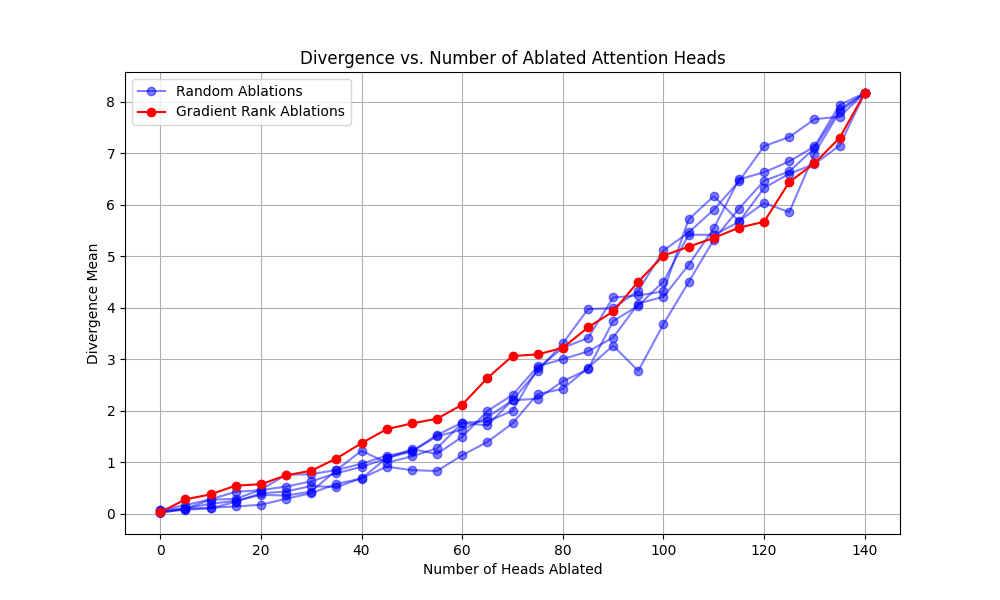 Divergence vs. Number of Ablated Attention Heads
Random Ablations
Gradient Rank Ablations
Divergence Mean
8
7
6
5
4
3
2
1
0
0 20 40 60 80 100 120 140
Number of Heads Ablated